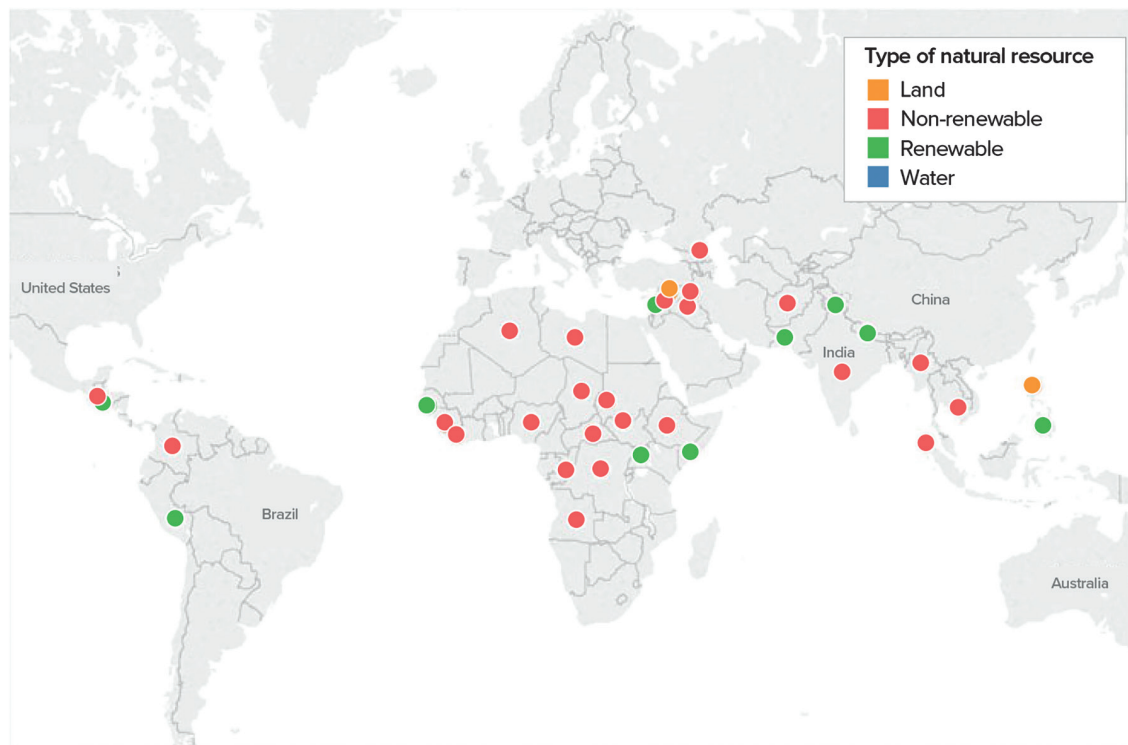 Type of natural resource
Land
Non-renewable
Renewable
Water
United States
China
India
Brazil
Australia